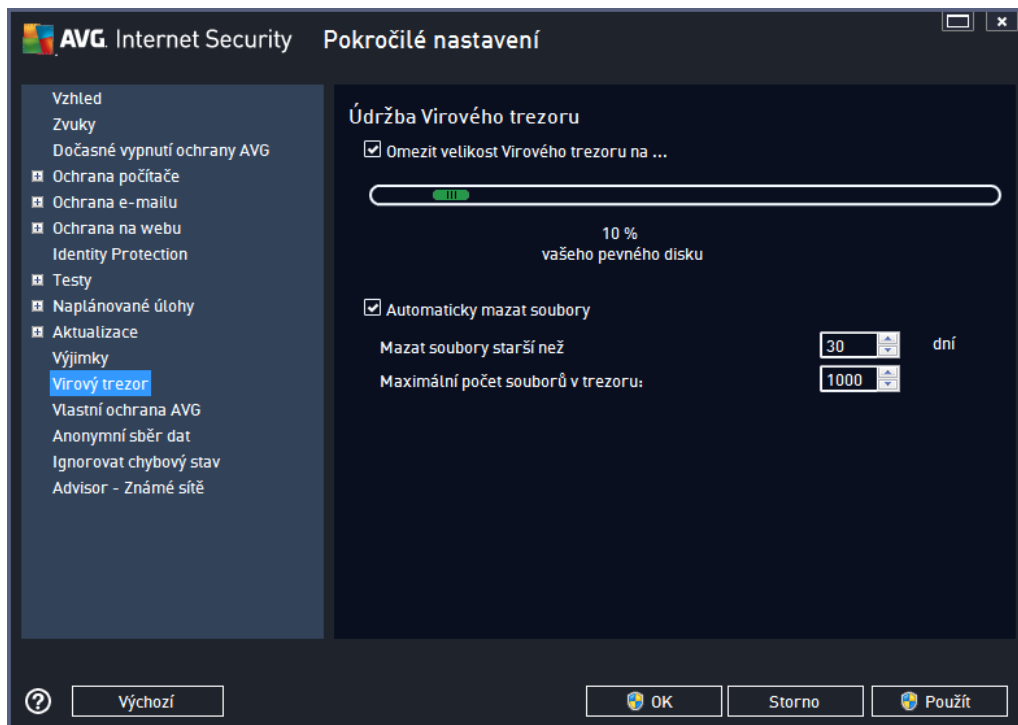 AVG. Internet Security Pokročilé nastavení
Vzhled
Zvuky
Dočasné vypnutí ochrany AVG
Ochrana počítače
Ochrana e-mailu
Ochrana na webu
Identity Protection
Testy
Naplánované úlohy
Aktualizace
Výjimky
Virový trezor
Vlastní ochrana AVG
Anonymní sběr dat
Ignorovat chybový stav
Advisor - Známé sítě
Údržba Virového trezoru
Omezit velikost Virového trezoru na ...
10 %
vašeho pevného disku
Automaticky mazat soubory
Mazat soubory starší než 30 dní
Maximální počet souborů v trezoru: 1000
Výchozí OK Storno Použít